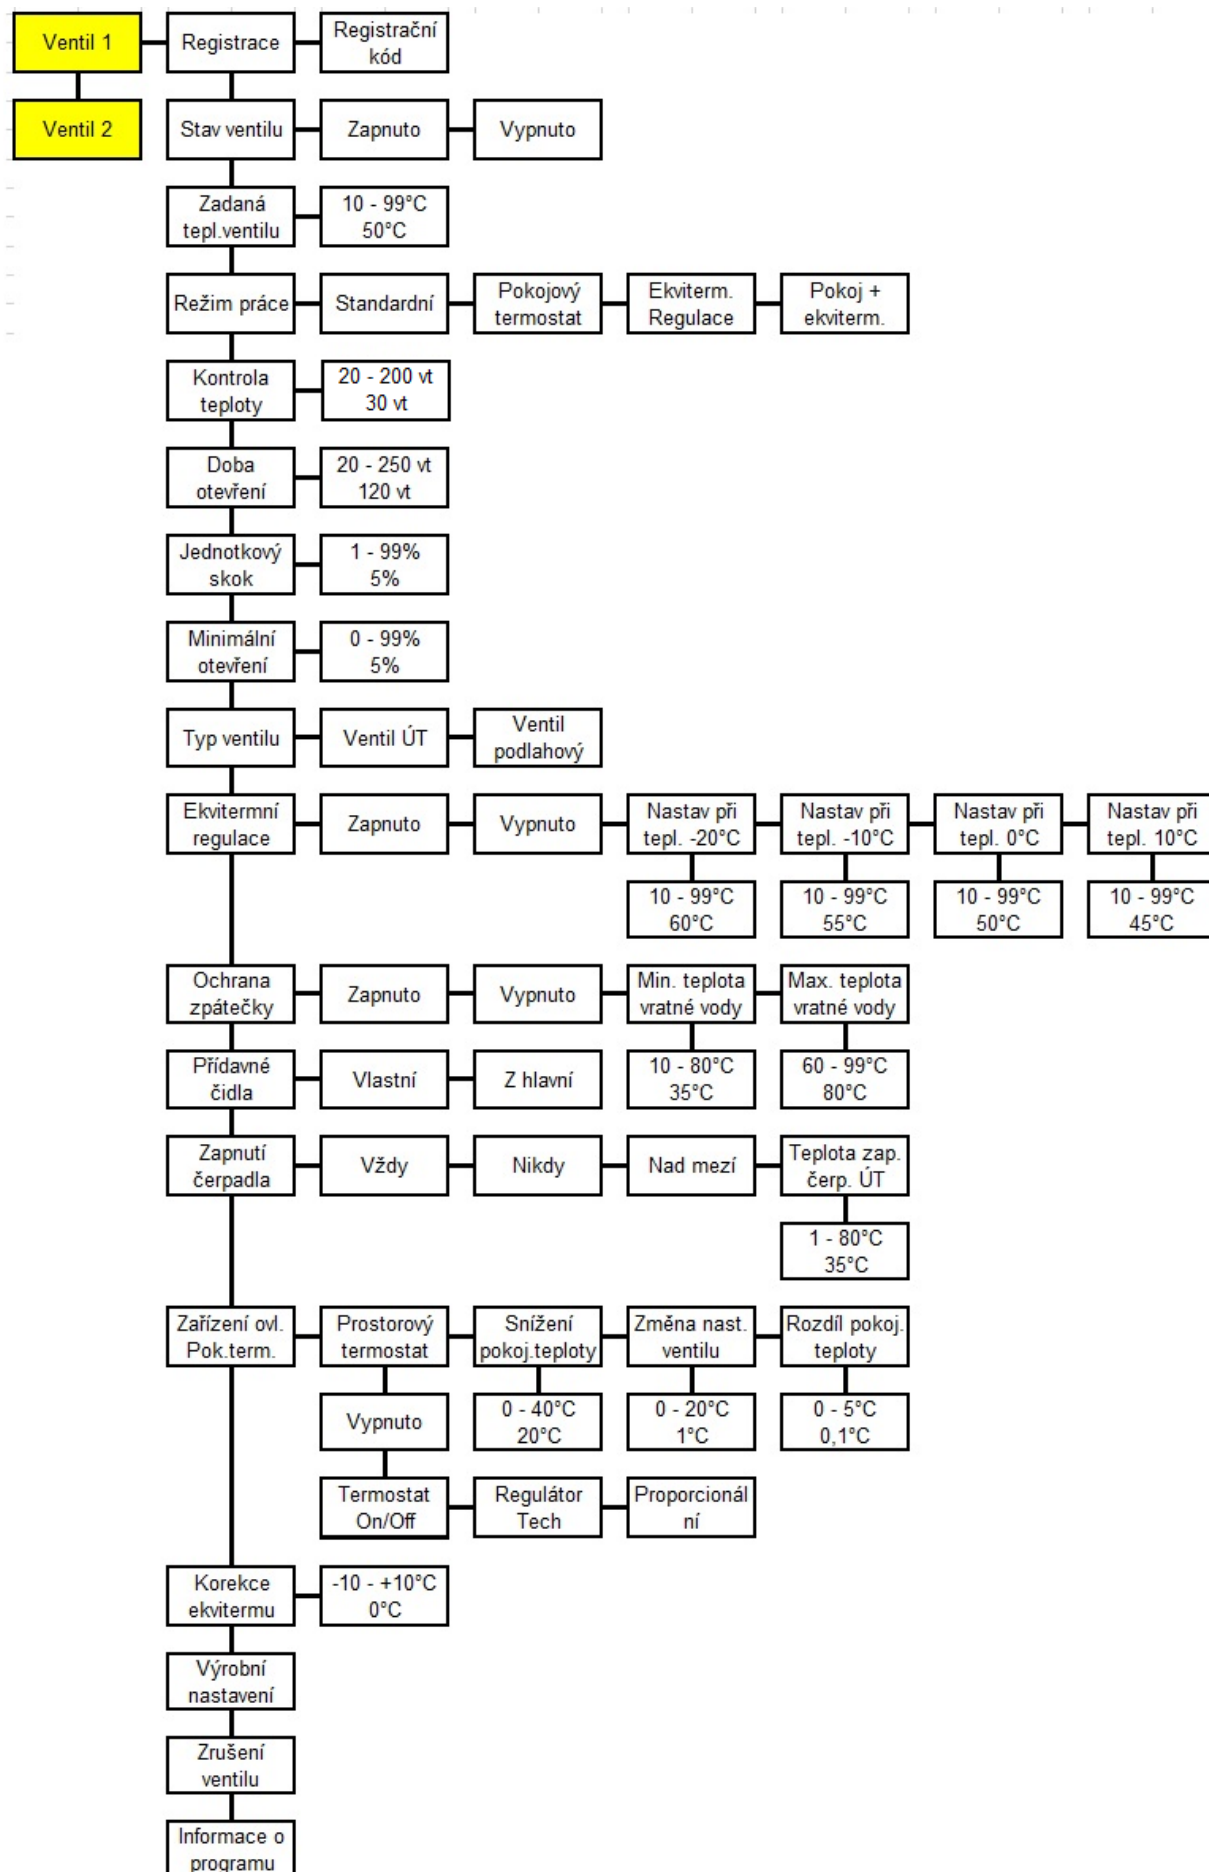 Ventil 1
Registrace
Registrační
kód
Ventil 2
Stav ventilu
Zapnuto
Vypnuto
Zadaná
tepl.ventilu
10 - 99°C
50°C
Režim práce
Standardní
Pokojový
termostat
Ekviterm.
Regulace
Pokoj +
ekviterm.
Kontrola
teploty
20 - 200 vt
30 vt
Doba
otevření
20 - 250 vt
120 vt
Jednotkový
skok
1 - 99%
5%
Minimální
otevření
0 - 99%
5%
Typ ventilu
Ventil ÚT
Ventil
podlahový
Ekvitermní
regulace
Zapnuto
Vypnuto
Nastav při
tepl. -20°C
Nastav při
tepl. -10°C
Nastav při
tepl. 0°C
Nastav při
tepl. 10°C
10 - 99°C
60°C
10 - 99°C
55°C
10 - 99°C
50°C
10 - 99°C
45°C
Ochrana
zpátečky
Zapnuto
Vypnuto
Min. teplota
vratné vody
Max. teplota
vratné vody
Přídavné
čidla
Vlastní
Z hlavní
10 - 80°C
35°C
60 - 99°C
80°C
Zapnutí
čerpadla
Vždy
Nikdy
Nad mezí
Teplota zap.
čerp. ÚT
1 - 80°C
35°C
Zařízení ovl.
Pok.term.
Prostorový
termostat
Snížení
pokoj.teploty
Změna nast.
ventilu
Rozdíl pokoj.
teploty
Vypnuto
0 - 40°C
20°C
0 - 20°C
1°C
0 - 5°C
0,1°C
Termostat
On/Off
Regulátor
Tech
Proporcionál
ní
Korekce
ekvitermu
-10 - +10°C
0°C
Výrobní
nastavení
Zrušení
ventilu
Informace o
programu